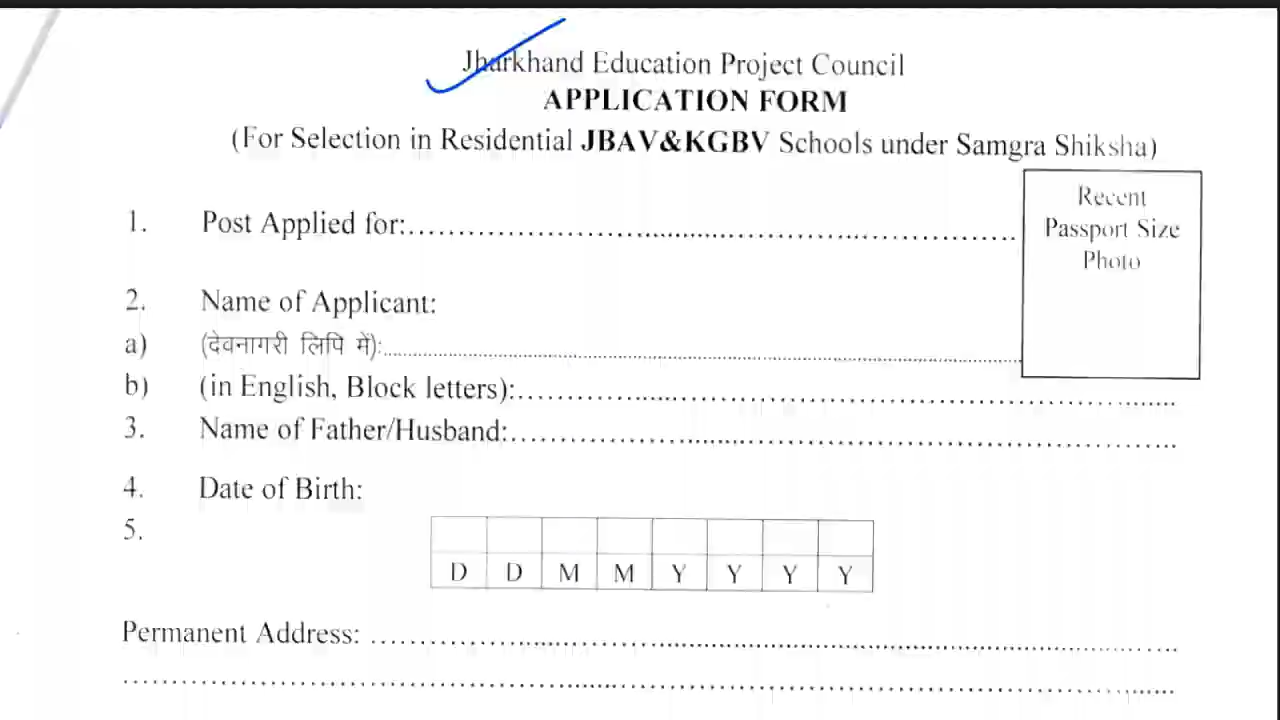 Jharkhand Education Project Council
APPLICATION FORM
(For Selection in Residential JBAV&KGBV Schools under Samgra Shiksha)
Recent
Passport Size
Photo
1. Post Applied for:................................................................
2. Name of Applicant:
a) (देवनागरी लिपि में):................................................................
b) (in English, Block letters):................................................................
3. Name of Father/Husband:................................................................
4. Date of Birth:
5.
D D M M Y Y Y Y
Permanent Address: ................................................................
................................................................